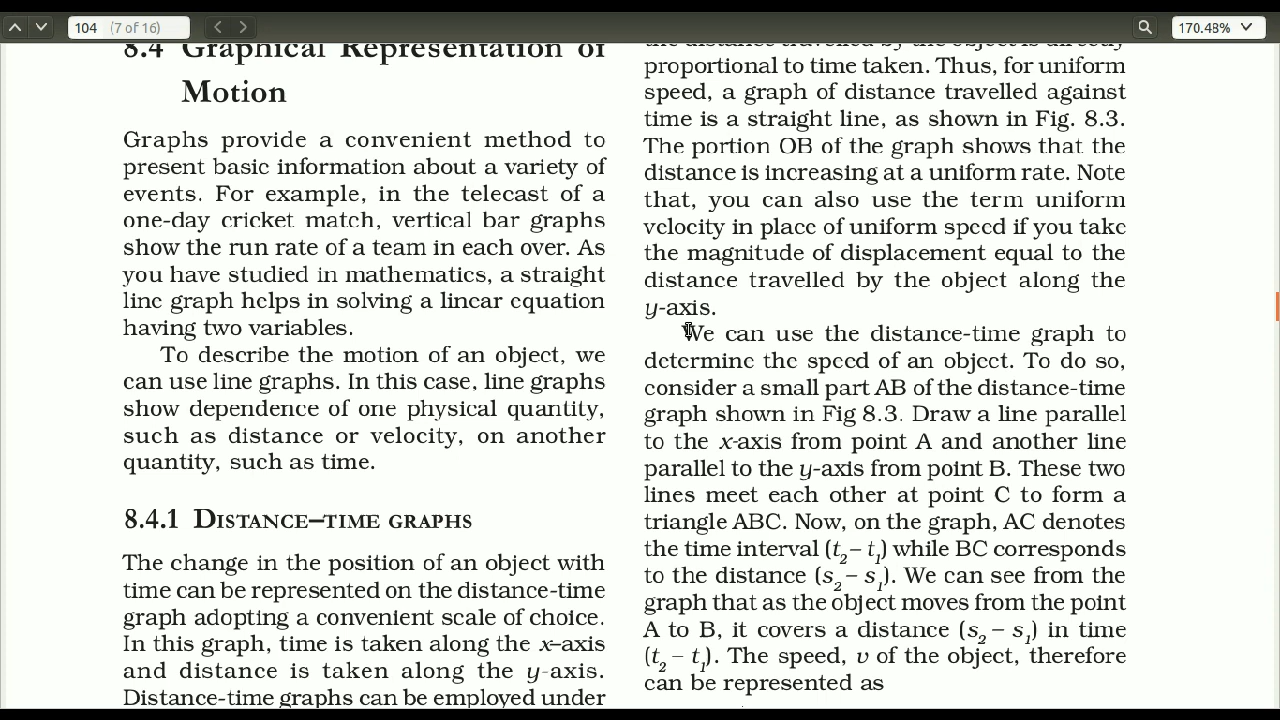 104 (7 of 16)
170.48%
8.4 Graphical Representation of
Motion
Graphs provide a convenient method to
present basic information about a variety of
events. For example, in the telecast of a
one-day cricket match, vertical bar graphs
show the run rate of a team in each over. As
you have studied in mathematics, a straight
line graph helps in solving a linear equation
having two variables.
To describe the motion of an object, we
can use line graphs. In this case, line graphs
show dependence of one physical quantity,
such as distance or velocity, on another
quantity, such as time.
8.4.1 DISTANCE–TIME GRAPHS
The change in the position of an object with
time can be represented on the distance-time
graph adopting a convenient scale of choice.
In this graph, time is taken along the x–axis
and distance is taken along the y-axis.
Distance-time graphs can be employed under
the distance travelled by the object is directly
proportional to time taken. Thus, for uniform
speed, a graph of distance travelled against
time is a straight line, as shown in Fig. 8.3.
The portion OB of the graph shows that the
distance is increasing at a uniform rate. Note
that, you can also use the term uniform
velocity in place of uniform speed if you take
the magnitude of displacement equal to the
distance travelled by the object along the
y-axis.
We can use the distance-time graph to
determine the speed of an object. To do so,
consider a small part AB of the distance-time
graph shown in Fig 8.3. Draw a line parallel
to the x-axis from point A and another line
parallel to the y-axis from point B. These two
lines meet each other at point C to form a
triangle ABC. Now, on the graph, AC denotes
the time interval (t₂ – t₁) while BC corresponds
to the distance (s₂ – s₁). We can see from the
graph that as the object moves from the point
A to B, it covers a distance (s₂ – s₁) in time
(t₂ – t₁). The speed, v of the object, therefore
can be represented as